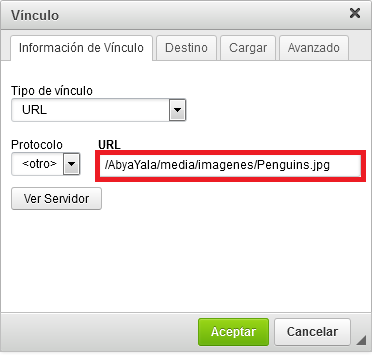 Vínculo
Información de Vínculo Destino Cargar Avanzado
Tipo de vínculo
URL
Protocolo URL
<otro> /AbyaYala/media/imagenes/Penguins.jpg
Ver Servidor
Aceptar Cancelar